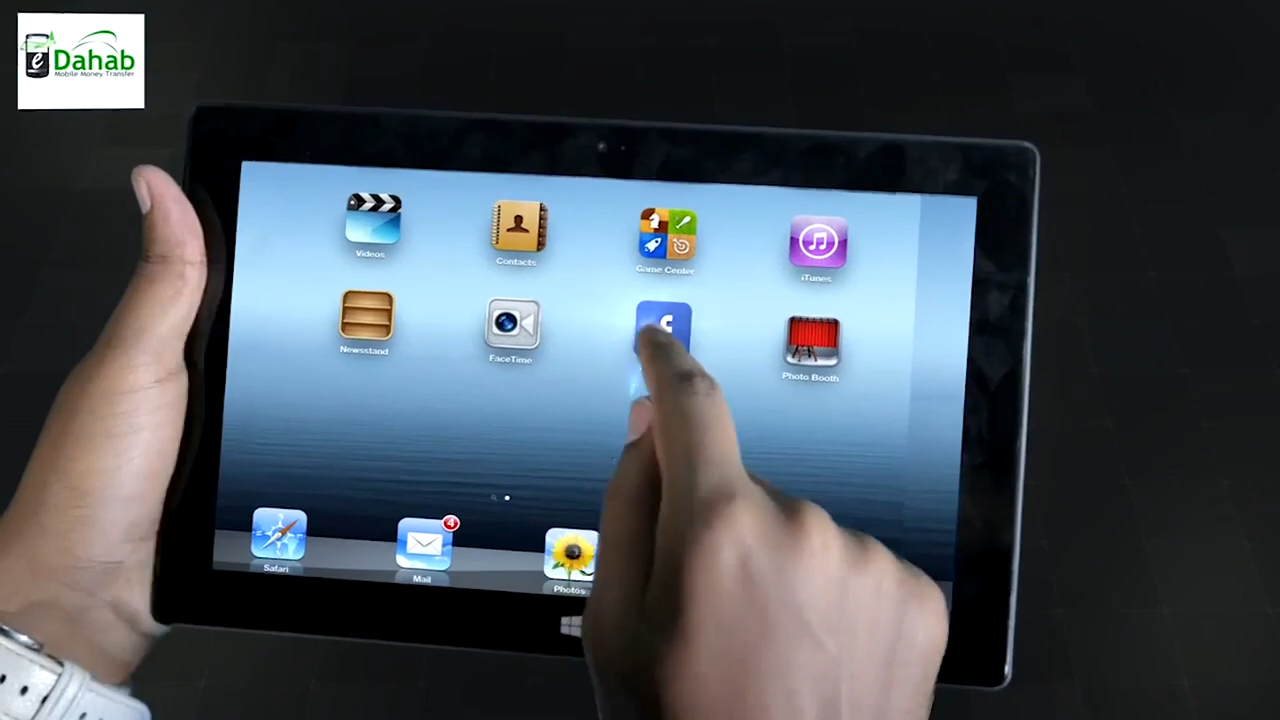 e
Dahab
Mobile Money Transfer
Videos
Contacts
Game Center
iTunes
Newsstand
FaceTime
f
Photo Booth
4
Safari
Mail
Photos